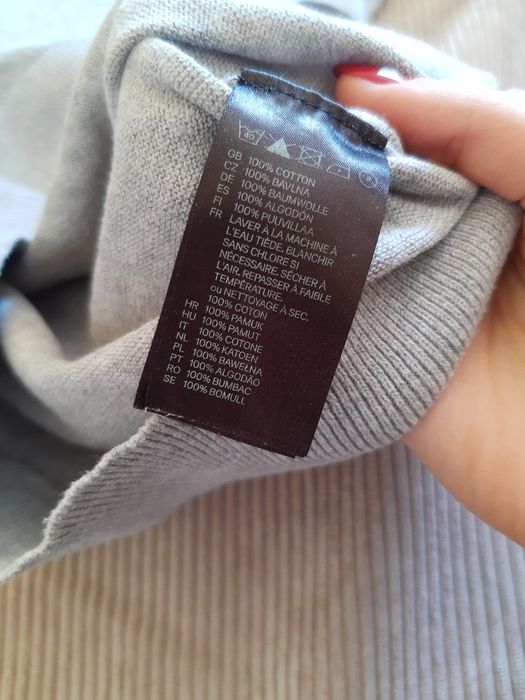 40
GB 100% COTTON
CZ 100% BAVLNA
DE 100% BAUMWOLLE
ES 100% ALGODÓN
FI 100% PUUVILLAA
FR LAVER À LA MACHINE À
L'EAU TIÈDE. BLANCHIR
SANS CHLORE SI
NÉCESSAIRE. SÉCHER À
L'AIR. REPASSER À FAIBLE
TEMPÉRATURE.
ou NETTOYAGE À SEC.
100% COTON
HR 100% PAMUK
HU 100% PAMUT
IT 100% COTONE
NL 100% KATOEN
PL 100% BAWEŁNA
PT 100% ALGODÃO
RO 100% BUMBAC
SE 100% BOMULL